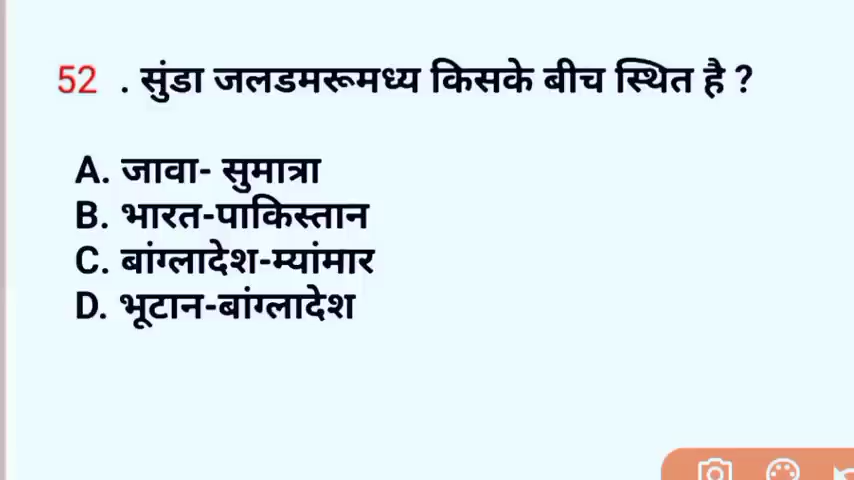 52 . सुंडा जलडमरूमध्य किसके बीच स्थित है ?
A. जावा- सुमात्रा
B. भारत-पाकिस्तान
C. बांग्लादेश-म्यांमार
D. भूटान-बांग्लादेश